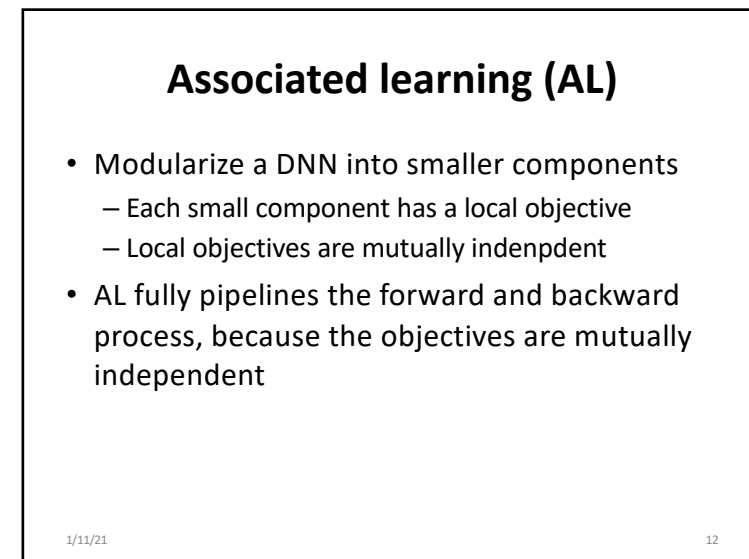 Associated learning (AL)
• Modularize a DNN into smaller components
– Each small component has a local objective
– Local objectives are mutually indenpdent
• AL fully pipelines the forward and backward
process, because the objectives are mutually
independent
1/11/21
12